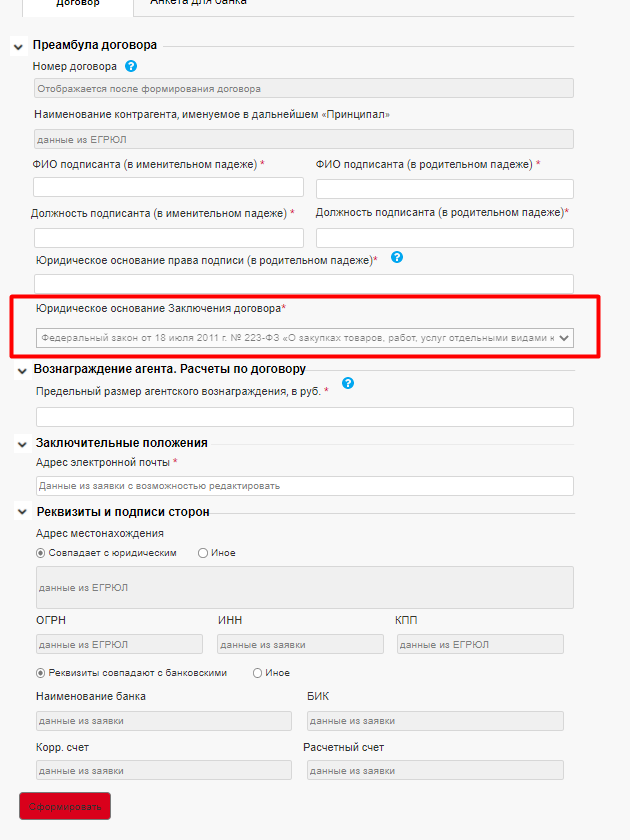 Договор Анкета для банка
Преамбула договора
Номер договора ?
Отображается после формирования договора
Наименование контрагента, именуемое в дальнейшем «Принципал»
данные из ЕГРЮЛ
ФИО подписанта (в именительном падеже) * ФИО подписанта (в родительном падеже) *
Должность подписанта (в именительном падеже) * Должность подписанта (в родительном падеже)*
Юридическое основание права подписи (в родительном падеже)* ?
Юридическое основание Заключения договора*
Федеральный закон от 18 июля 2011 г. № 223-ФЗ «О закупках товаров, работ, услуг отдельными видами
Вознаграждение агента. Расчеты по договору
Предельный размер агентского вознаграждения, в руб. * ?
Заключительные положения
Адрес электронной почты *
Данные из заявки с возможностью редактировать
Реквизиты и подписи сторон
Адрес местонахождения
Совпадает с юридическим Иное
данные из ЕГРЮЛ
ОГРН ИНН КПП
данные из ЕГРЮЛ данные из заявки данные из ЕГРЮЛ
Реквизиты совпадают с банковскими Иное
Наименование банка БИК
данные из заявки данные из заявки
Корр. счет Расчетный счет
данные из заявки данные из заявки
Сформировать